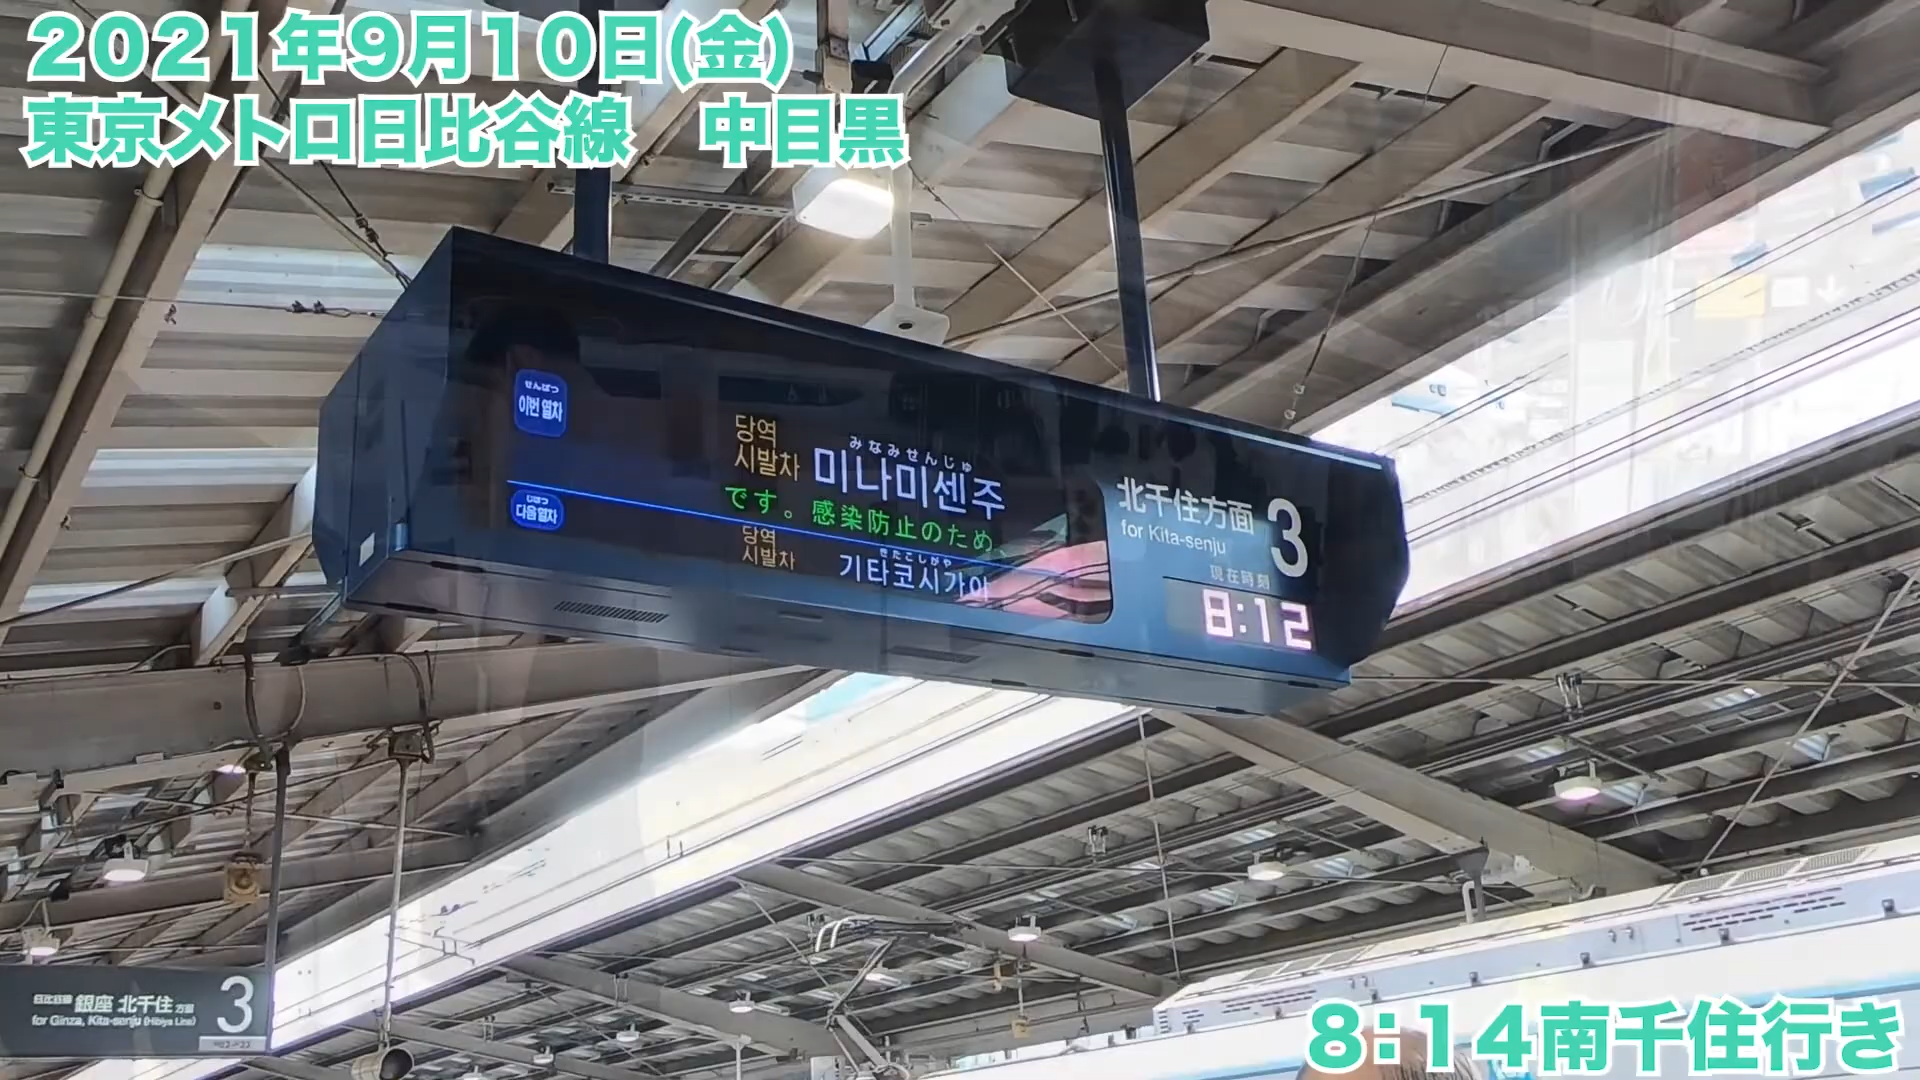 2021年9月10日(金)
東京メトロ日比谷線　中目黒
せんぱつ
이번 열차
당역
시발차
みなみせんじゅ
미나미센주
です。感染防止のため、
じはつ
다음 열차
당역
시발차
きたこしがや
기타코시가야
北千住方面
for Kita-senju
3
現在時刻
8:12
日比谷線 銀座 北千住 方面
for Ginza, Kita-senju (Hibiya Line)
3
8:14南千住行き